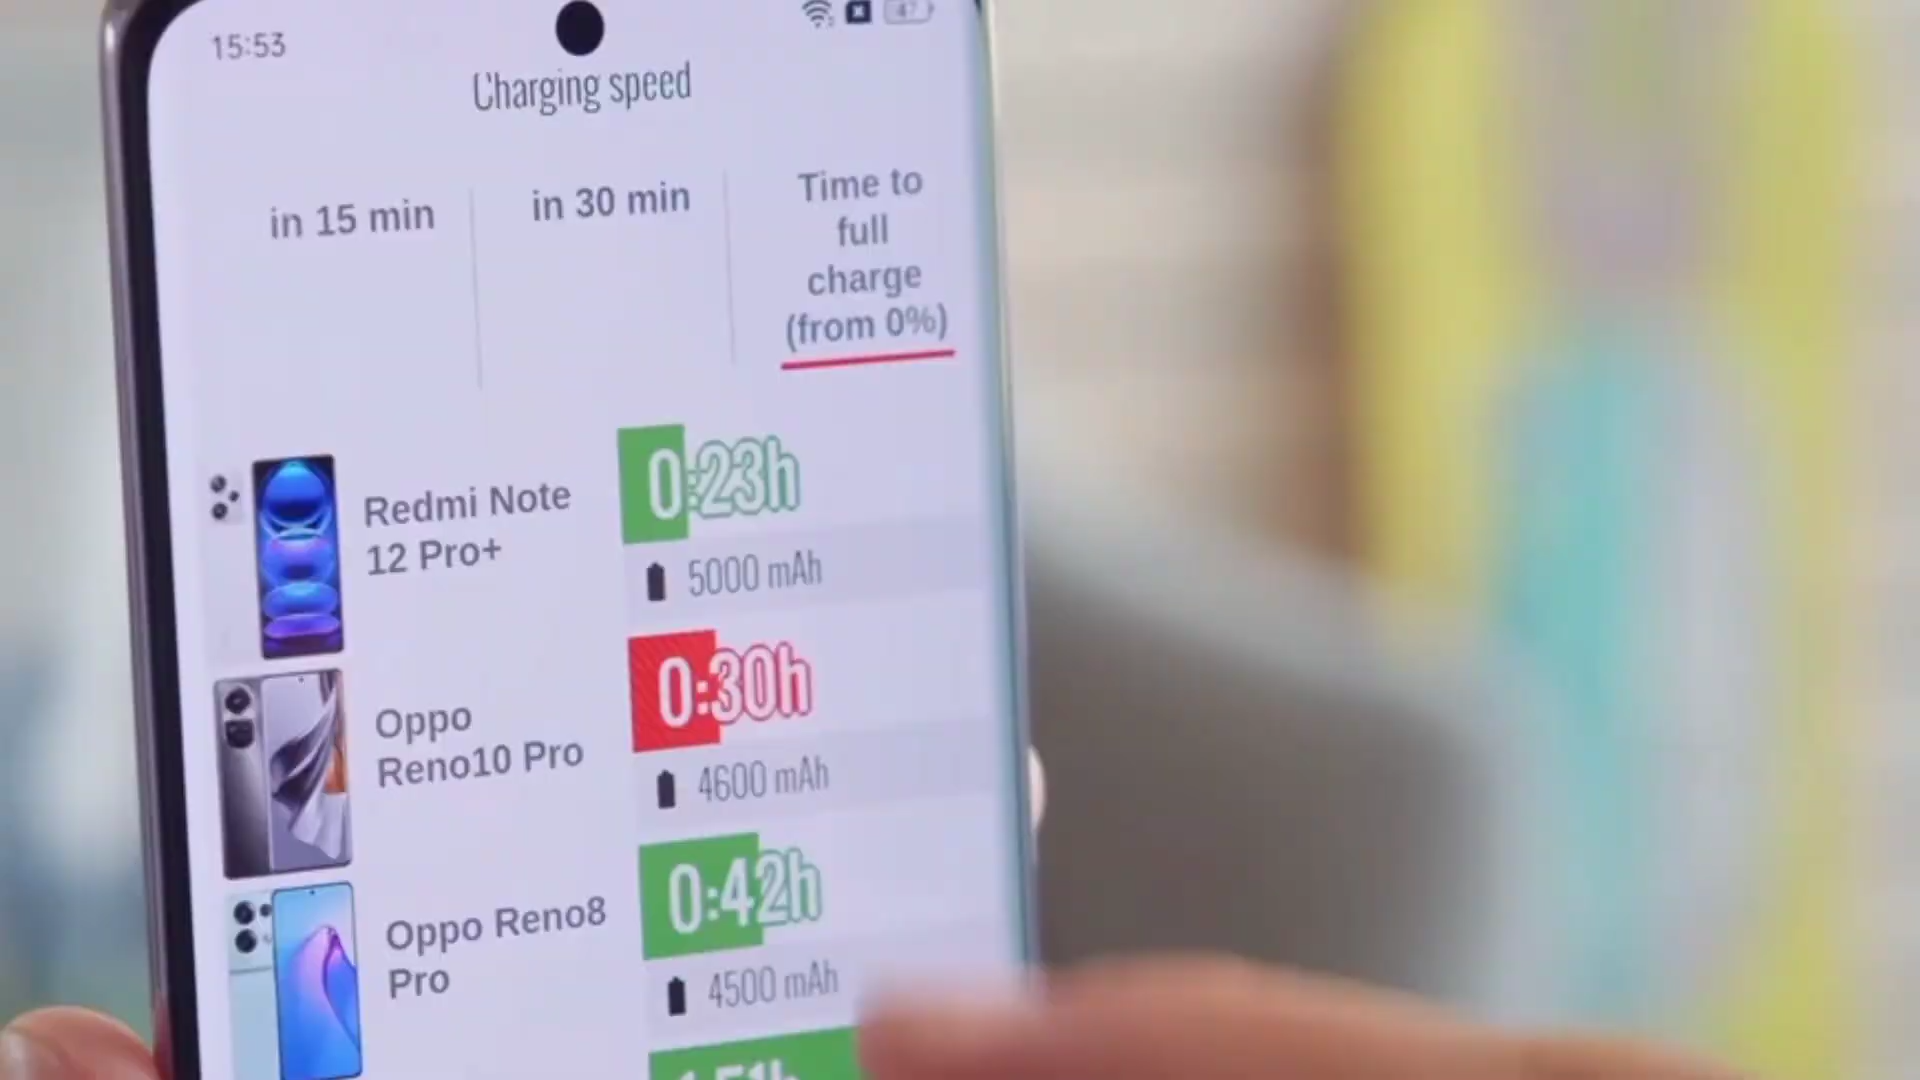 15:53
47
Charging speed
in 15 min
in 30 min
Time to
full
charge
(from 0%)
Redmi Note
12 Pro+
0:23h
5000 mAh
Oppo
Reno10 Pro
0:30h
4600 mAh
Oppo Reno8
Pro
0:42h
4500 mAh